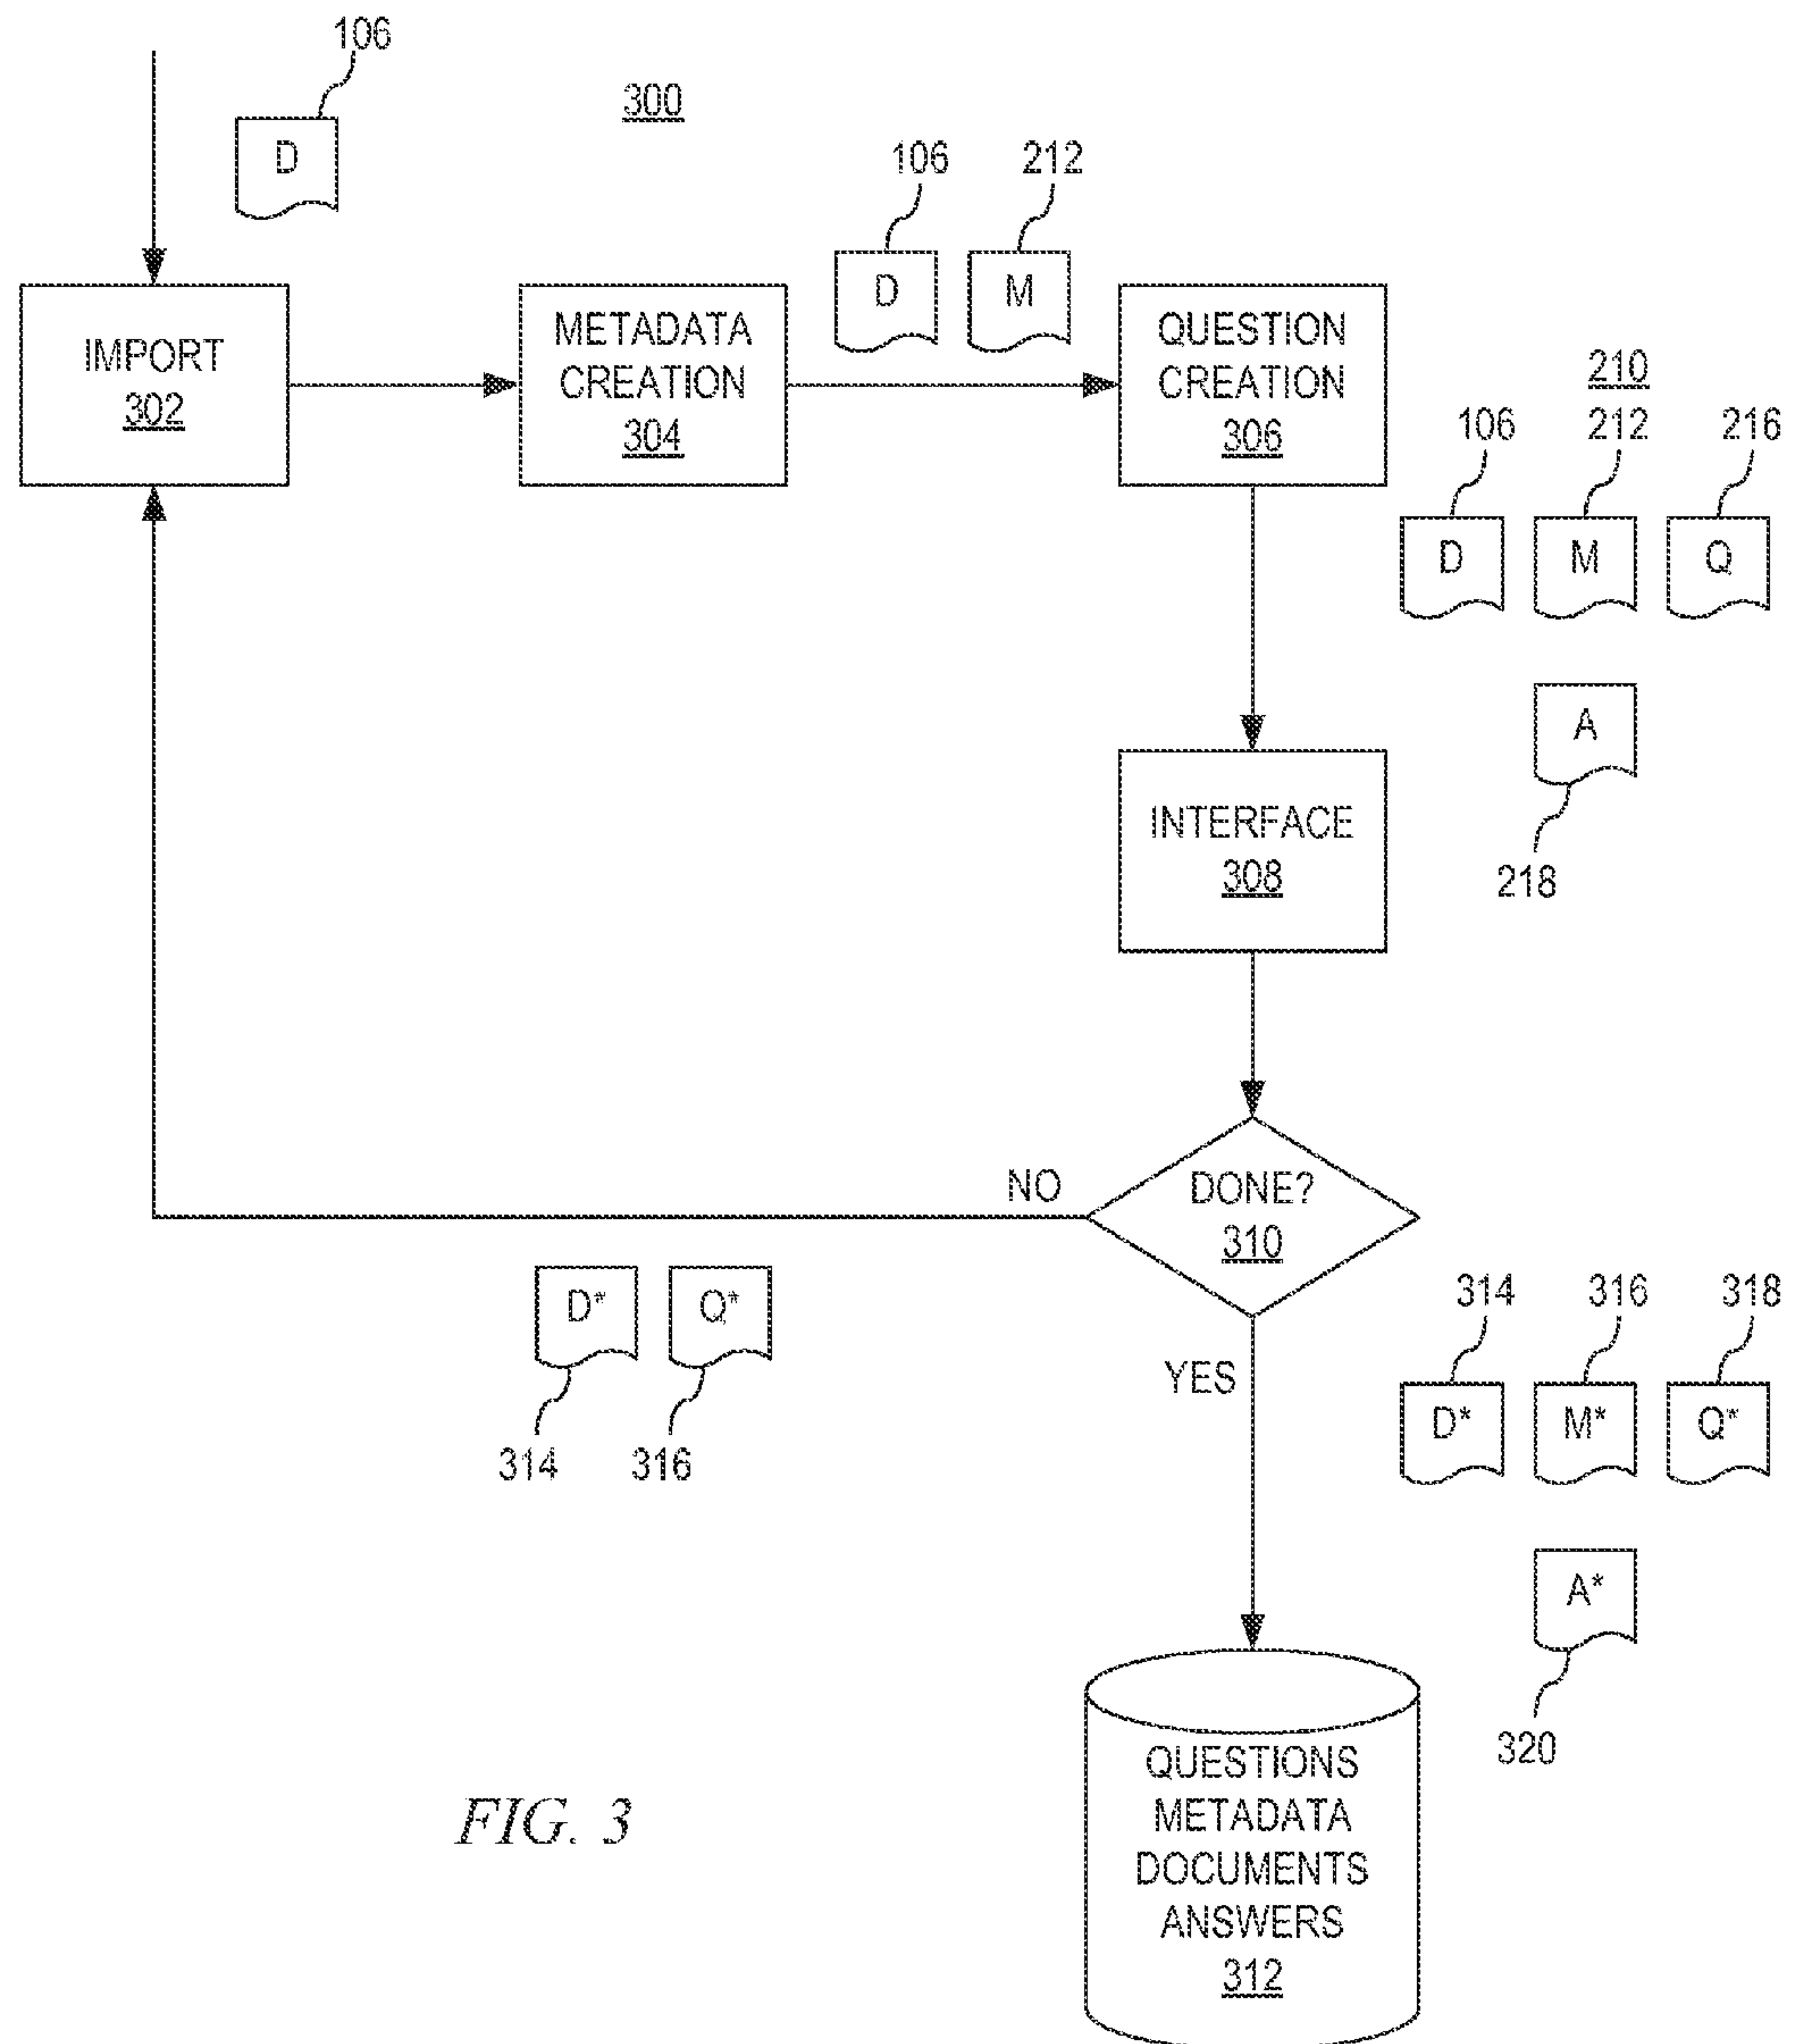 106
300
D
106 212
D M
IMPORT
302
METADATA
CREATION
304
QUESTION
CREATION
306
210
106 212 216
D M Q
A
218
INTERFACE
308
DONE?
310
NO
D* Q*
314 316
YES
314 316 318
D* M* Q*
A*
320
QUESTIONS
METADATA
DOCUMENTS
ANSWERS
312
FIG. 3